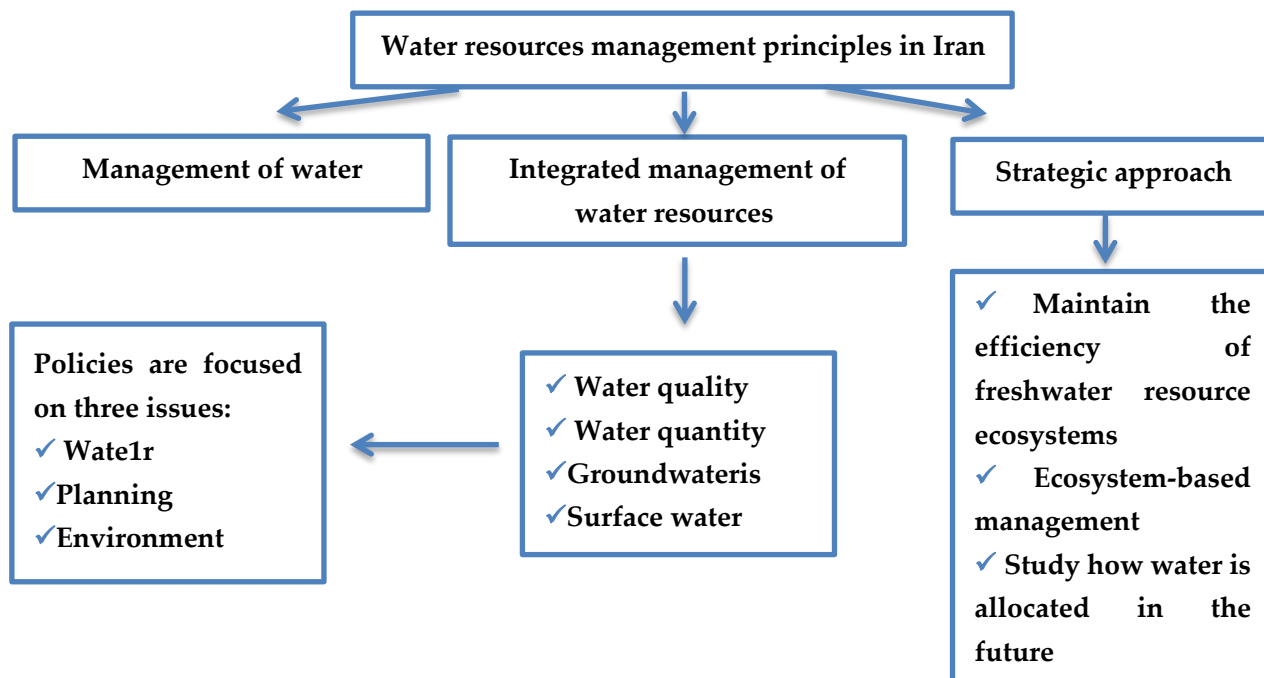 Water resources management principles in Iran
Management of water
Integrated management of
water resources
Strategic approach
Policies are focused
on three issues:
✓ Wate1r
✓Planning
✓Environment
✓ Water quality
✓ Water quantity
✓Groundwateris
✓Surface water
✓ Maintain the
efficiency of
freshwater resource
ecosystems
✓ Ecosystem-based
management
✓ Study how water is
allocated in the
future